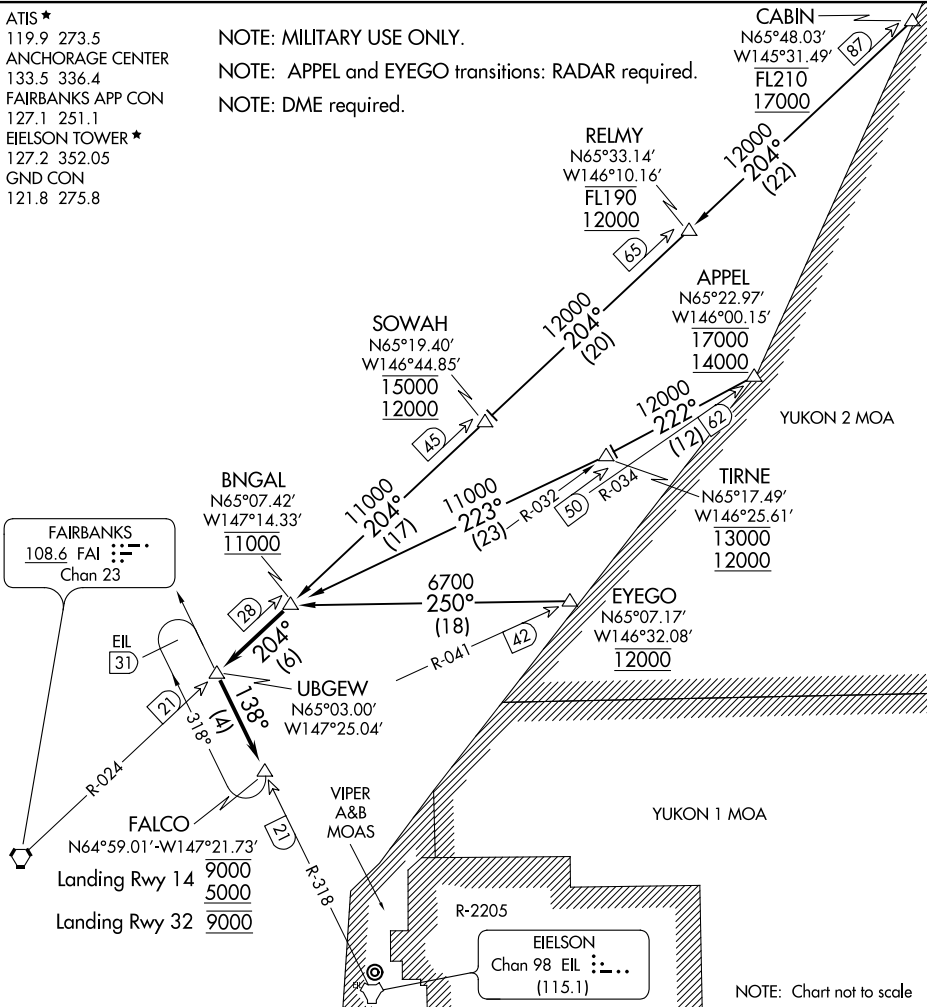 ATIS ★
119.9 273.5
ANCHORAGE CENTER
133.5 336.4
FAIRBANKS APP CON
127.1 251.1
EIELSON TOWER ★
127.2 352.05
GND CON
121.8 275.8
NOTE: MILITARY USE ONLY.
NOTE: APPEL and EYEGO transitions: RADAR required.
NOTE: DME required.
CABIN
N65°48.03'
W145°31.49'
FL210
17000
87
12000
204°
(22)
RELMY
N65°33.14'
W146°10.16'
FL190
12000
65
12000
204°
(20)
APPEL
N65°22.97'
W146°00.15'
17000
14000
SOWAH
N65°19.40'
W146°44.85'
15000
12000
45
12000
222°
(12)
62
YUKON 2 MOA
R-034
50
R-032
TIRNE
N65°17.49'
W146°25.61'
13000
12000
11000
204°
(17)
11000
223°
(23)
BNGAL
N65°07.42'
W147°14.33'
11000
28
6700
250°
(18)
EYEGO
N65°07.17'
W146°32.08'
12000
42
R-041
FAIRBANKS
108.6 FAI
Chan 23
EIL
31
204°
(6)
UBGEW
N65°03.00'
W147°25.04'
21
138°
(4)
318°
R-024
FALCO
N64°59.01'-W147°21.73'
Landing Rwy 14 9000
5000
Landing Rwy 32 9000
21
R-318
VIPER
A&B
MOAS
YUKON 1 MOA
R-2205
EIELSON
Chan 98 EIL
(115.1)
NOTE: Chart not to scale